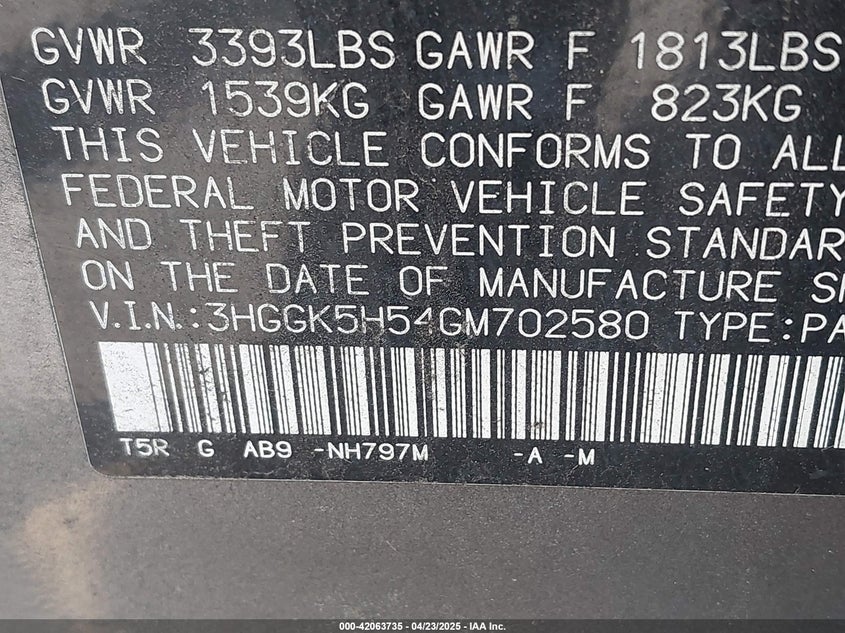 GVWR 3393LBS GAWR F 1813LBS
GVWR 1539KG GAWR F 823KG
THIS VEHICLE CONFORMS TO ALL
FEDERAL MOTOR VEHICLE SAFETY
AND THEFT PREVENTION STANDAR
ON THE DATE OF MANUFACTURE S
V.I.N.:3HGGK5H54GM702580 TYPE:PA
T5R G AB9 -NH797M -A -M
000-42063735 - 04/23/2025 - IAA Inc.